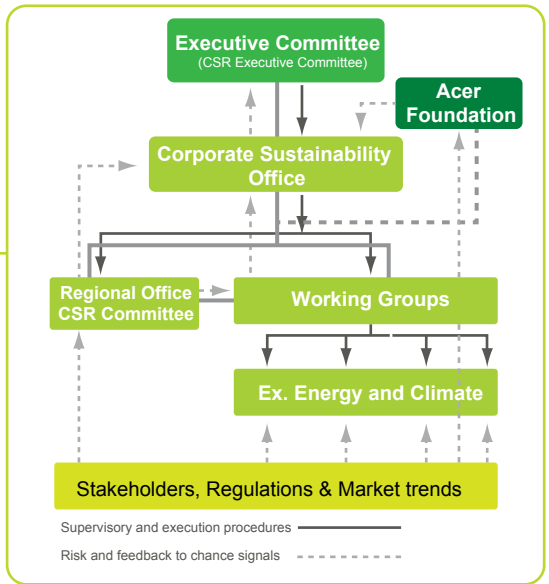 Executive Committee
(CSR Executive Committee)
Acer
Foundation
Corporate Sustainability
Office
Regional Office
CSR Committee
Working Groups
Ex. Energy and Climate
Stakeholders, Regulations & Market trends
Supervisory and execution procedures
Risk and feedback to chance signals